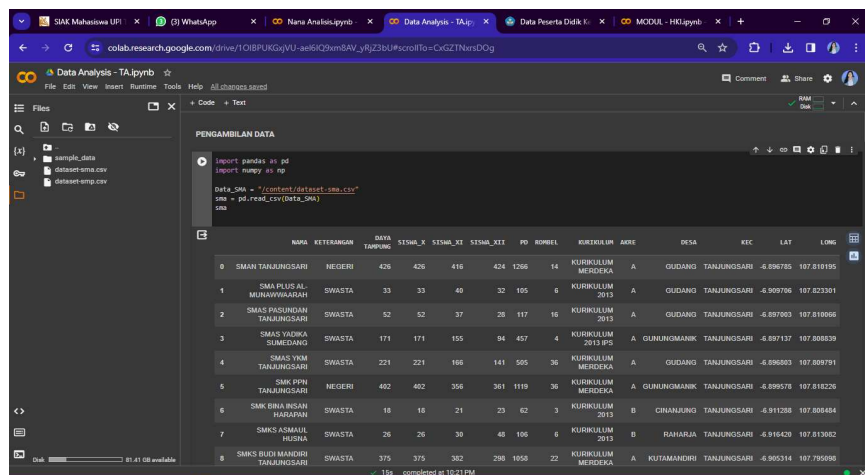 SIAK Mahasiswa UPI
(3) WhatsApp
Nana Analisis.ipynb -
Data Analysis - TA.ip
Data Peserta Didik K
MODUL - HKI.ipynb
colab.research.google.com/drive/1OIBPUKGxjVU-ael6IQ9xm8AV_yRjZ3bU#scrollTo=CxGZTNxrsDOg
Data Analysis - TA.ipynb
Comment Share
File Edit View Insert Runtime Tools Help All changes saved
Files
+ Code + Text
RAM
Disk
..
sample_data
dataset-sma.csv
dataset-smp.csv
{x}
PENGAMBILAN DATA
import pandas as pd
import numpy as np
Data_SMA = "/content/dataset-sma.csv"
sma = pd.read_csv(Data_SMA)
sma
NAMA KETERANGAN DAYA TAMPUNG SISWA_X SISWA_XI SISWA_XII PD ROMBEL KURIKULUM AKRE DESA KEC LAT LONG
0 SMAN TANJUNGSARI NEGERI 426 426 416 424 1266 14 KURIKULUM MERDEKA A GUDANG TANJUNGSARI -6.896785 107.810195
1 SMA PLUS AL-MUNAWWAARAH SWASTA 33 33 40 32 105 6 KURIKULUM 2013 A GUDANG TANJUNGSARI -6.909706 107.823301
2 SMAS PASUNDAN TANJUNGSARI SWASTA 52 52 37 28 117 16 KURIKULUM 2013 A GUDANG TANJUNGSARI -6.897003 107.810066
3 SMAS YADIKA SUMEDANG SWASTA 171 171 155 94 457 4 KURIKULUM 2013 IPS A GUNUNGMANIK TANJUNGSARI -6.897137 107.808839
4 SMAS YKM TANJUNGSARI SWASTA 221 221 166 141 505 36 KURIKULUM MERDEKA A GUDANG TANJUNGSARI -6.896803 107.809791
5 SMK PPN TANJUNGSARI NEGERI 402 402 356 361 1119 36 KURIKULUM MERDEKA A GUNUNGMANIK TANJUNGSARI -6.899578 107.818226
6 SMK BINA INSAN HARAPAN SWASTA 18 18 21 23 62 3 KURIKULUM 2013 B CINANJUNG TANJUNGSARI -6.911288 107.808484
7 SMKS ASMAUL HUSNA SWASTA 26 26 30 48 106 6 KURIKULUM 2013 B RAHARJA TANJUNGSARI -6.916420 107.813082
8 SMKS BUDI MANDIRI TANJUNGSARI SWASTA 375 375 382 298 1058 22 KURIKULUM MERDEKA A KUTAMANDIRI TANJUNGSARI -6.905314 107.795098
Disk 81.41 GB available
15s completed at 10:21 PM